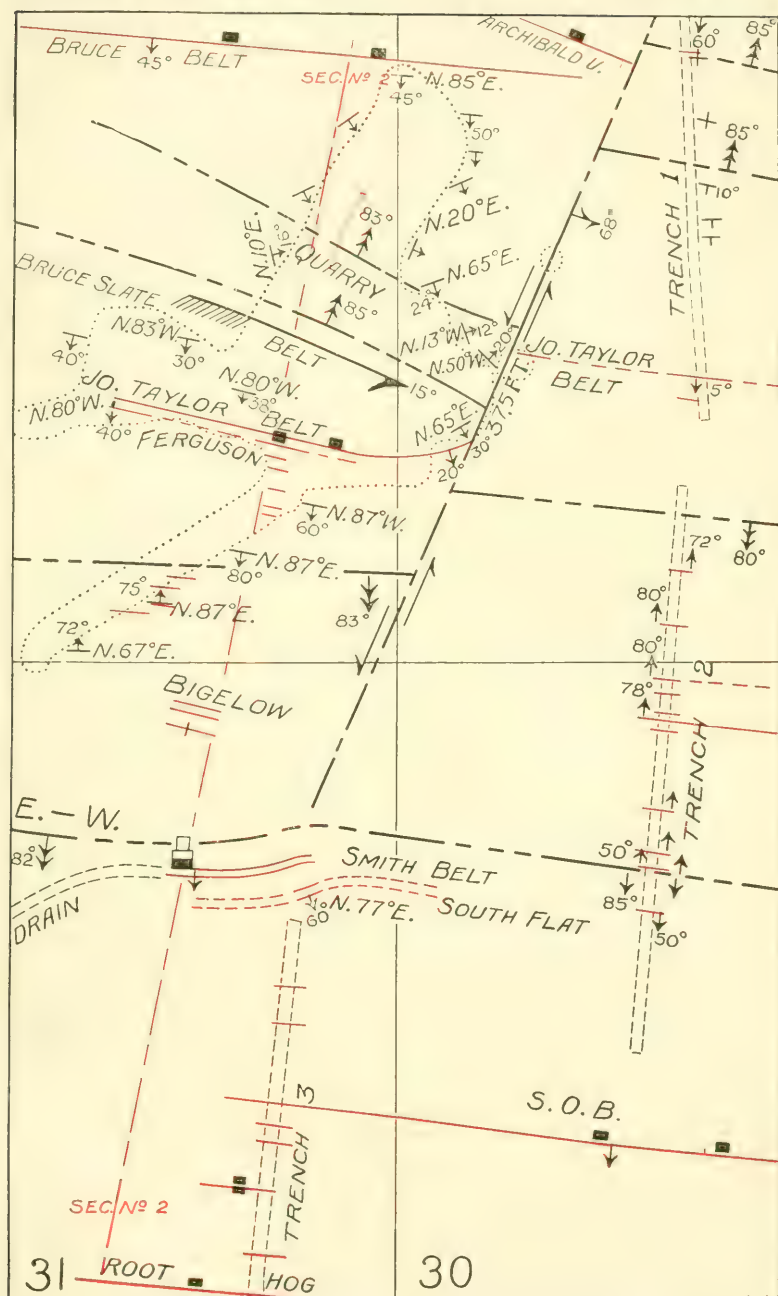 ARCHIBALD V.
60°
85°
BRUCE BELT
45°
SEC. Nº 2
N. 85° E.
45°
50°
85°
10°
TRENCH 1
N. 10° E.
15°
83°
N. 20° E.
68°
QUARRY
N. 65° E.
24°
BRUCE SLATE BELT
85°
N. 13° W.
12°
20°
N. 83° W.
40°
30°
N. 50° W.
15°
375 FT.
JO. TAYLOR BELT
5°
N. 80° W.
38°
N. 80° W.
40°
JO. TAYLOR BELT
N. 65° E.
30°
20°
FERGUSON
N. 87° W.
60°
72°
80°
N. 87° E.
80°
75°
N. 87° E.
83°
80°
72°
N. 67° E.
80°
78°
TRENCH 2
BIGELOW
E. – W.
82°
SMITH BELT
50°
85°
50°
DRAIN
N. 77° E.
60°
SOUTH FLAT
S. O. B.
TRENCH 3
SEC. Nº 2
31
ROOT HOG
30